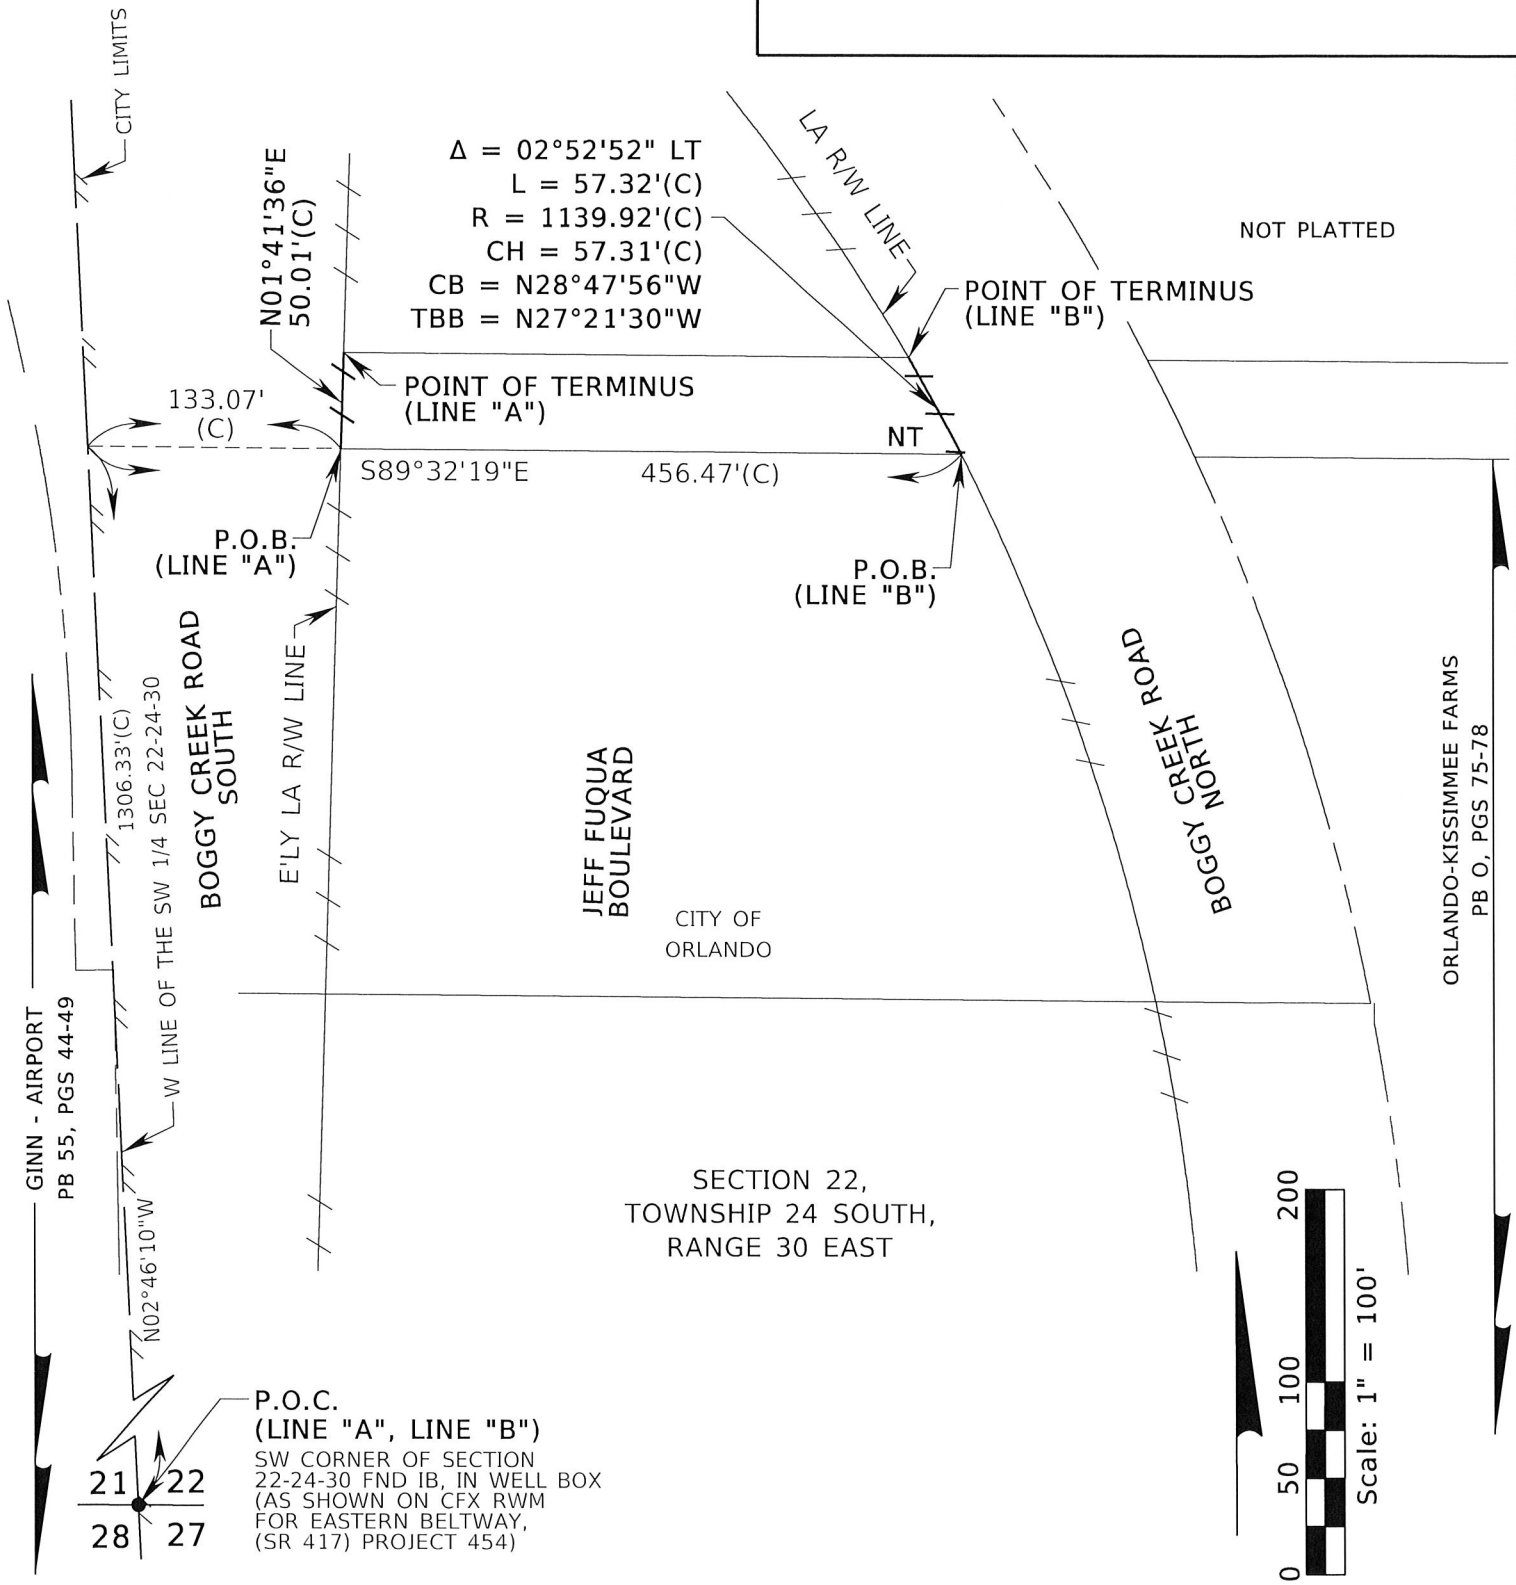 CITY LIMITS
N01°41'36"E
50.01'(C)
Δ = 02°52'52" LT
L = 57.32'(C)
R = 1139.92'(C)
CH = 57.31'(C)
CB = N28°47'56"W
TBB = N27°21'30"W
LA R/W LINE
NOT PLATTED
POINT OF TERMINUS
(LINE "B")
POINT OF TERMINUS
(LINE "A")
133.07'
(C)
NT
S89°32'19"E
456.47'(C)
P.O.B.
(LINE "A")
P.O.B.
(LINE "B")
BOGGY CREEK ROAD
SOUTH
E'LY LA R/W LINE
1306.33'(C)
W LINE OF THE SW 1/4 SEC 22-24-30
N02°46'10"W
JEFF FUQUA
BOULEVARD
CITY OF
ORLANDO
BOGGY CREEK ROAD
NORTH
ORLANDO-KISSIMMEE FARMS
PB O, PGS 75-78
GINN - AIRPORT
PB 55, PGS 44-49
SECTION 22,
TOWNSHIP 24 SOUTH,
RANGE 30 EAST
P.O.C.
(LINE "A", LINE "B")
SW CORNER OF SECTION
22-24-30 FND IB, IN WELL BOX
(AS SHOWN ON CFX RWM
FOR EASTERN BELTWAY,
(SR 417) PROJECT 454)
21 22
28 27
0 50 100 200
Scale: 1" = 100'